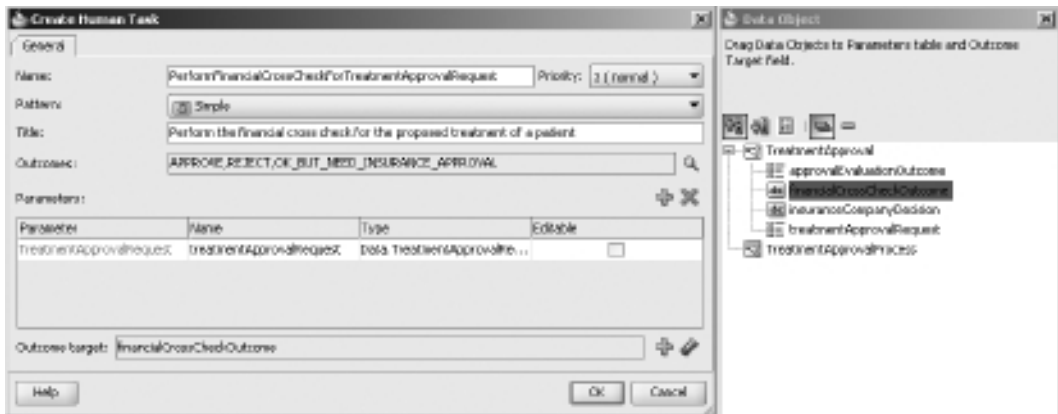 Create Human Task
General
Name: PerformFinancialCrossCheckForTreatmentApprovalRequest Priority: 3 (normal)
Pattern: Simple
Title: Perform the financial cross check for the proposed treatment of a patient
Outcomes: APPROVE,REJECT,OK_BUT_NEED_INSURANCE_APPROVAL
Parameters:
Parameter Name Type Editable
TreatmentApprovalRequest treatmentApprovalRequest Data.TreatmentApprovalRe...
Outcome target: financialCrossCheckOutcome
Help OK Cancel
Data Object
Drag Data Objects to Parameters table and Outcome
Target field.
TreatmentApproval
approvalEvaluationOutcome
financialCrossCheckOutcome
insuranceCompanyDecision
treatmentApprovalRequest
TreatmentApprovalProcess